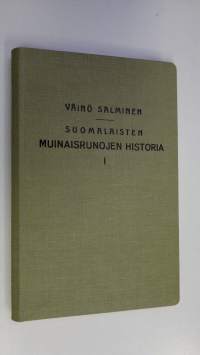 VÄINÖ SALMINEN
SUOMALAISTEN
MUINAISRUNOJEN HISTORIA
I